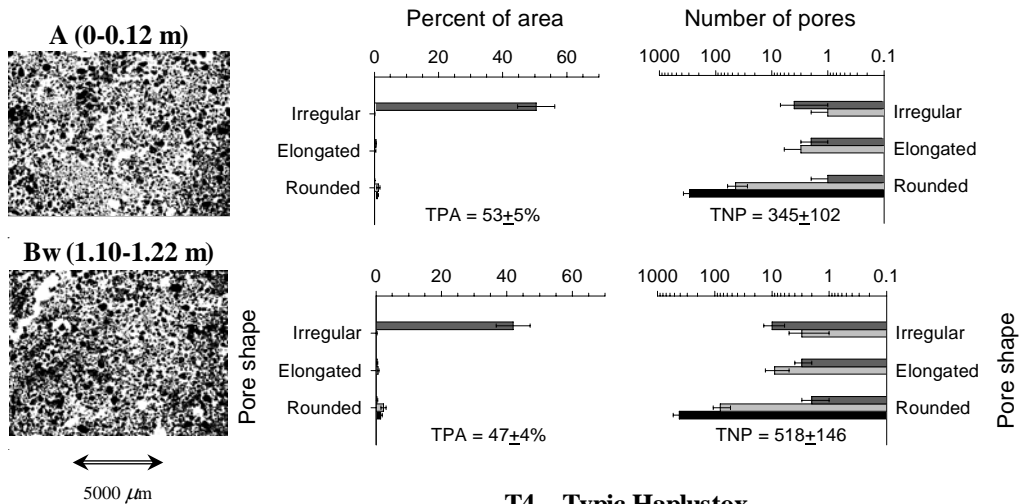 Percent of area
Number of pores
A (0-0.12 m)
0 20 40 60
1000 100 10 1 0.1
Irregular
Irregular
Elongated
Elongated
Rounded
Rounded
TPA = 53+5%
TNP = 345+102
Bw (1.10-1.22 m)
0 20 40 60
1000 100 10 1 0.1
Pore shape
Irregular
Irregular
Elongated
Elongated
Rounded
Rounded
Pore shape
TPA = 47+4%
TNP = 518+146
5000 μm
T4 Typic Haplustox